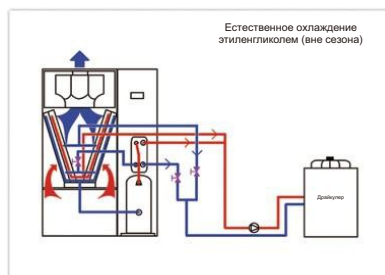 Естественное охлаждение
этиленгликолем (вне сезона)
Драйкулер